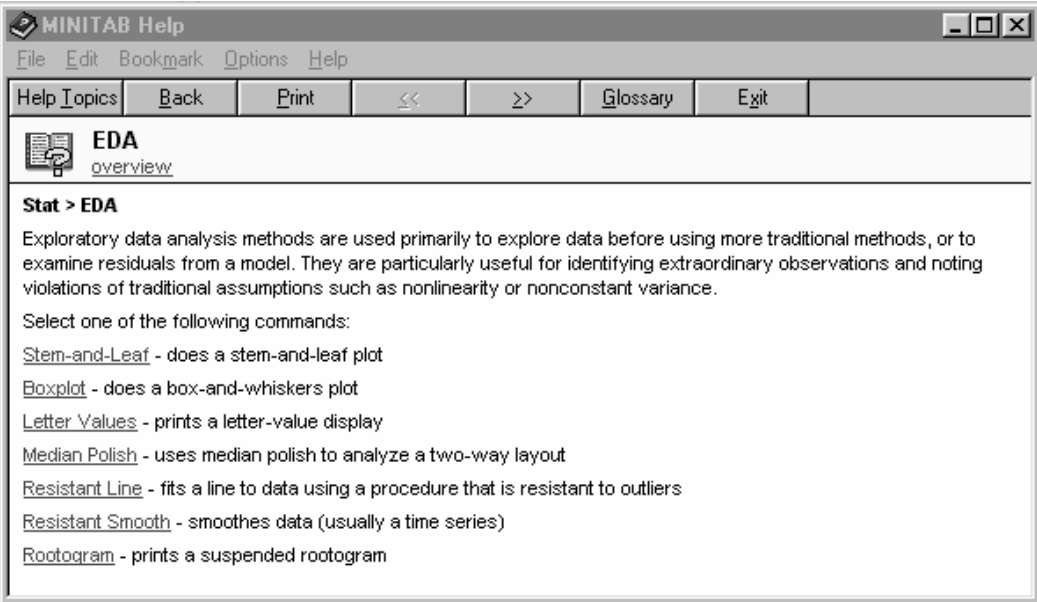 MINITAB Help
File Edit Bookmark Options Help
Help Topics Back Print << >> Glossary Exit
EDA
overview
Stat > EDA
Exploratory data analysis methods are used primarily to explore data before using more traditional methods, or to
examine residuals from a model. They are particularly useful for identifying extraordinary observations and noting
violations of traditional assumptions such as nonlinearity or nonconstant variance.
Select one of the following commands:
Stem-and-Leaf - does a stem-and-leaf plot
Boxplot - does a box-and-whiskers plot
Letter Values - prints a letter-value display
Median Polish - uses median polish to analyze a two-way layout
Resistant Line - fits a line to data using a procedure that is resistant to outliers
Resistant Smooth - smoothes data (usually a time series)
Rootogram - prints a suspended rootogram